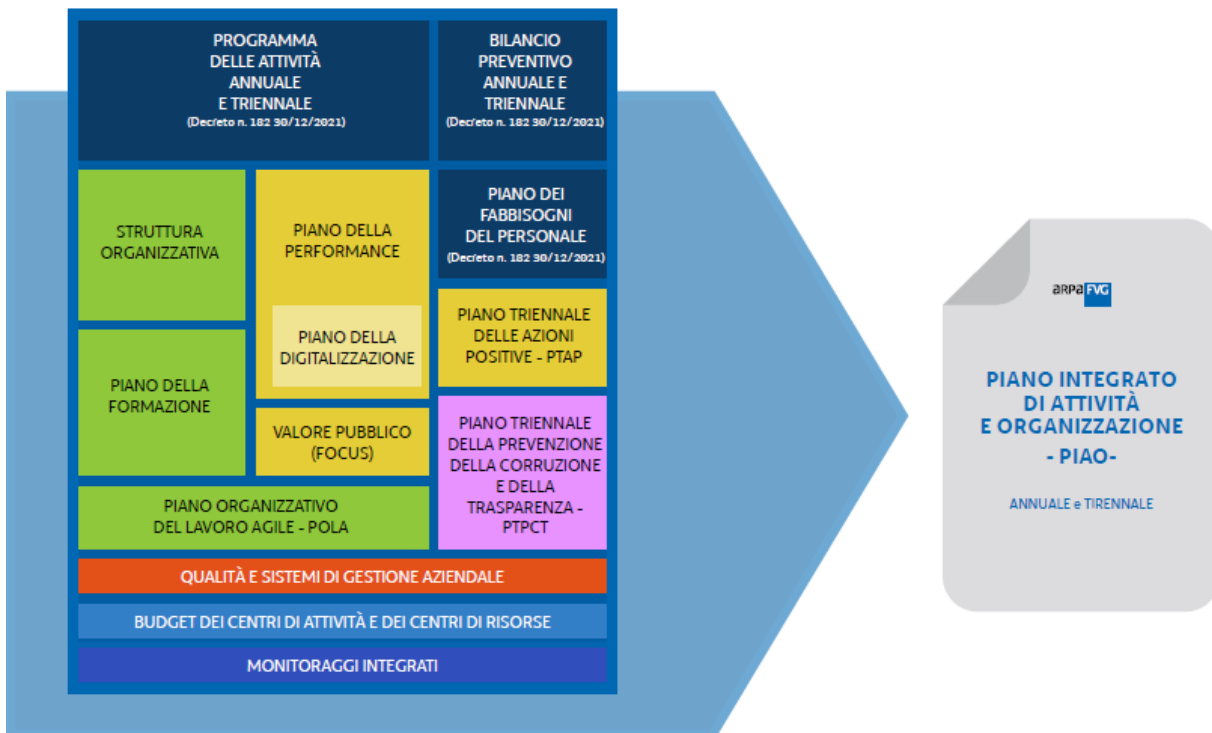 PROGRAMMA
DELLE ATTIVITÀ
ANNUALE
E TRIENNALE
(Decreto n. 182 30/12/2021)
BILANCIO
PREVENTIVO
ANNUALE E
TRIENNALE
(Decreto n. 182 30/12/2021)
STRUTTURA
ORGANIZZATIVA
PIANO DELLA
PERFORMANCE
PIANO DEI
FABBISOGNI
DEL PERSONALE
(Decreto n. 182 30/12/2021)
PIANO DELLA
DIGITALIZZAZIONE
PIANO TRIENNALE
DELLE AZIONI
POSITIVE - PTAP
PIANO DELLA
FORMAZIONE
VALORE PUBBLICO
(FOCUS)
PIANO TRIENNALE
DELLA PREVENZIONE
DELLA CORRUZIONE
E DELLA
TRASPARENZA -
PTPCT
PIANO ORGANIZZATIVO
DEL LAVORO AGILE - POLA
QUALITÀ E SISTEMI DI GESTIONE AZIENDALE
BUDGET DEI CENTRI DI ATTIVITÀ E DEI CENTRI DI RISORSE
MONITORAGGI INTEGRATI
arpa FVG
PIANO INTEGRATO
DI ATTIVITÀ
E ORGANIZZAZIONE
- PIAO-
ANNUALE e TIRENNALE